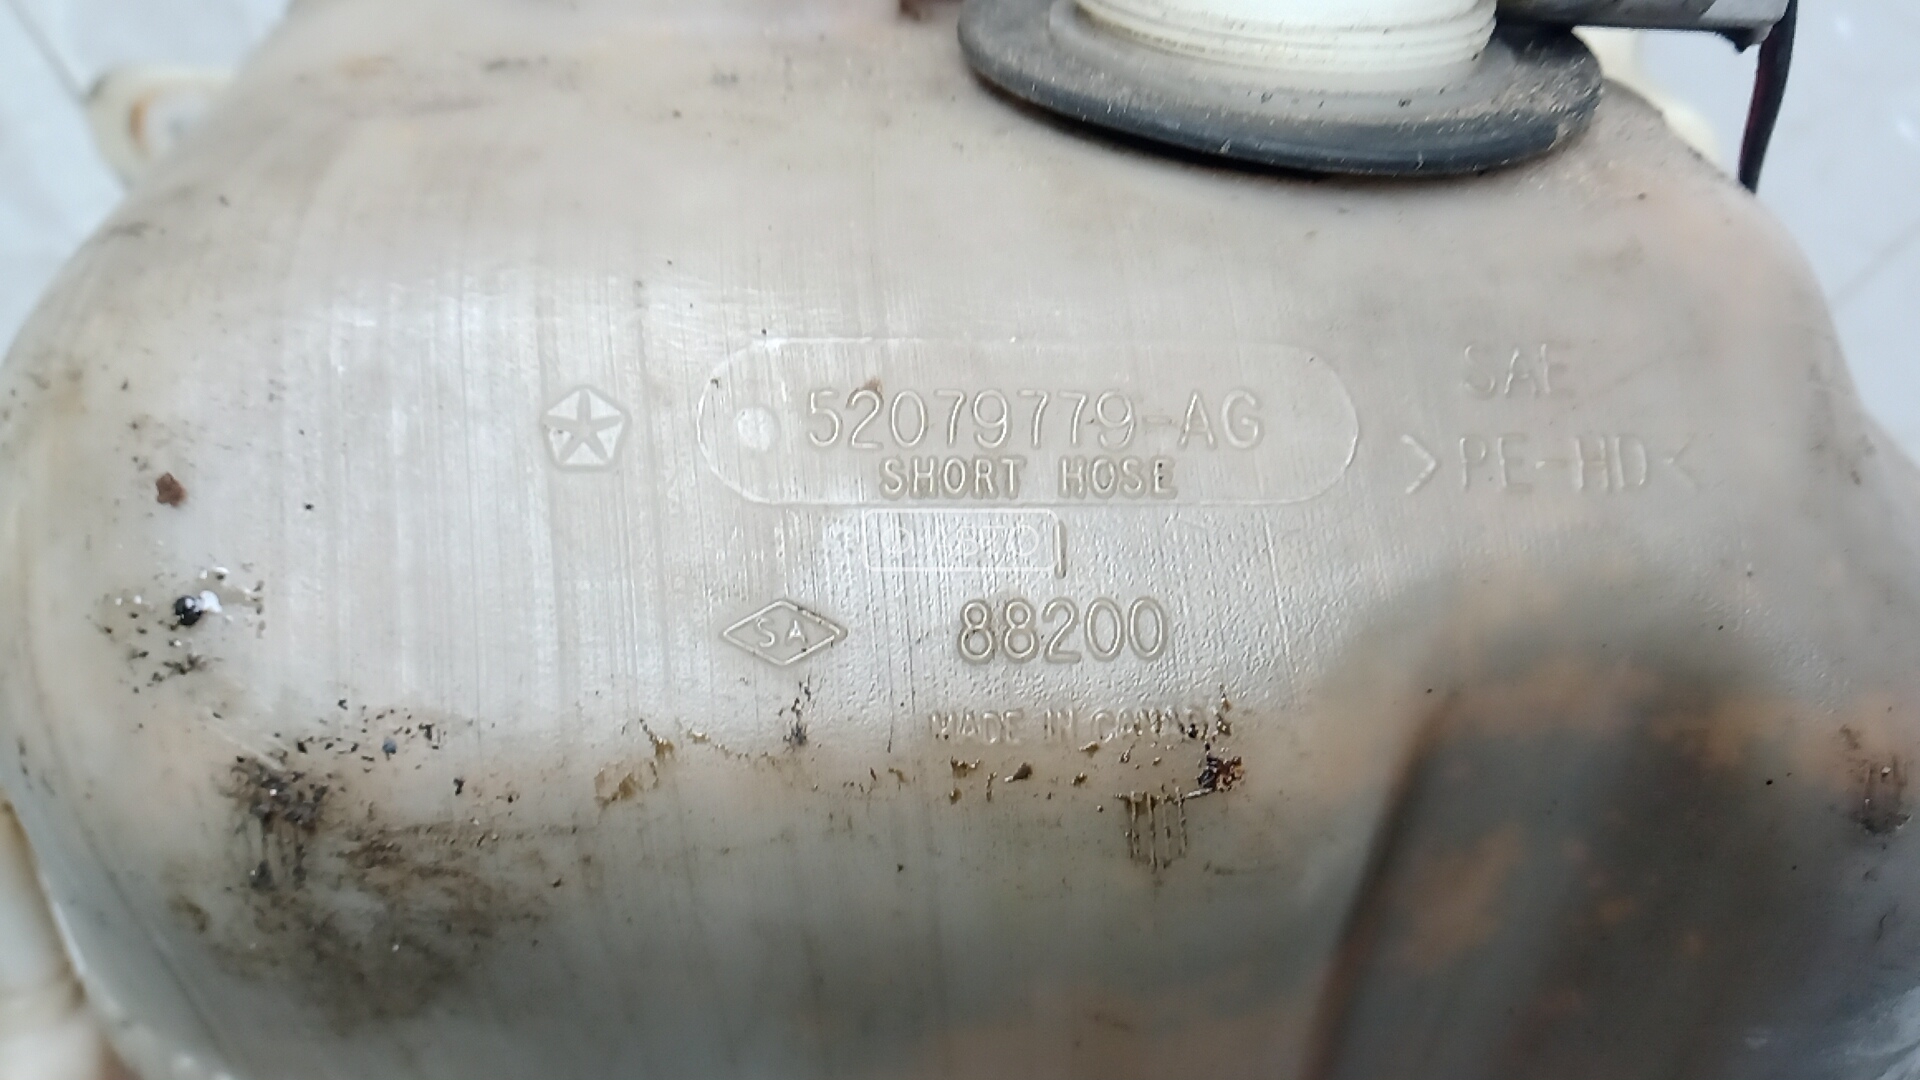 52079779-AG
SHORT HOSE
SAE
>PE-HD<
SA
88200
MADE IN CANADA